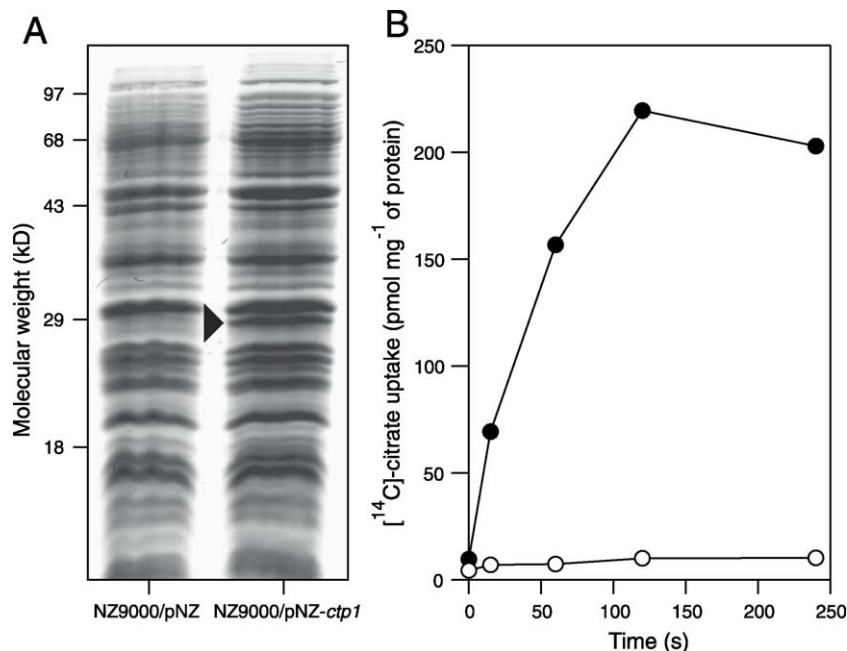 A
Molecular weight (kD)
97
68
43
29
18
NZ9000/pNZ NZ9000/pNZ-ctp1
B
[¹⁴C]-citrate uptake (pmol mg⁻¹ of protein)
250
200
150
100
50
0
0 50 100 150 200 250
Time (s)